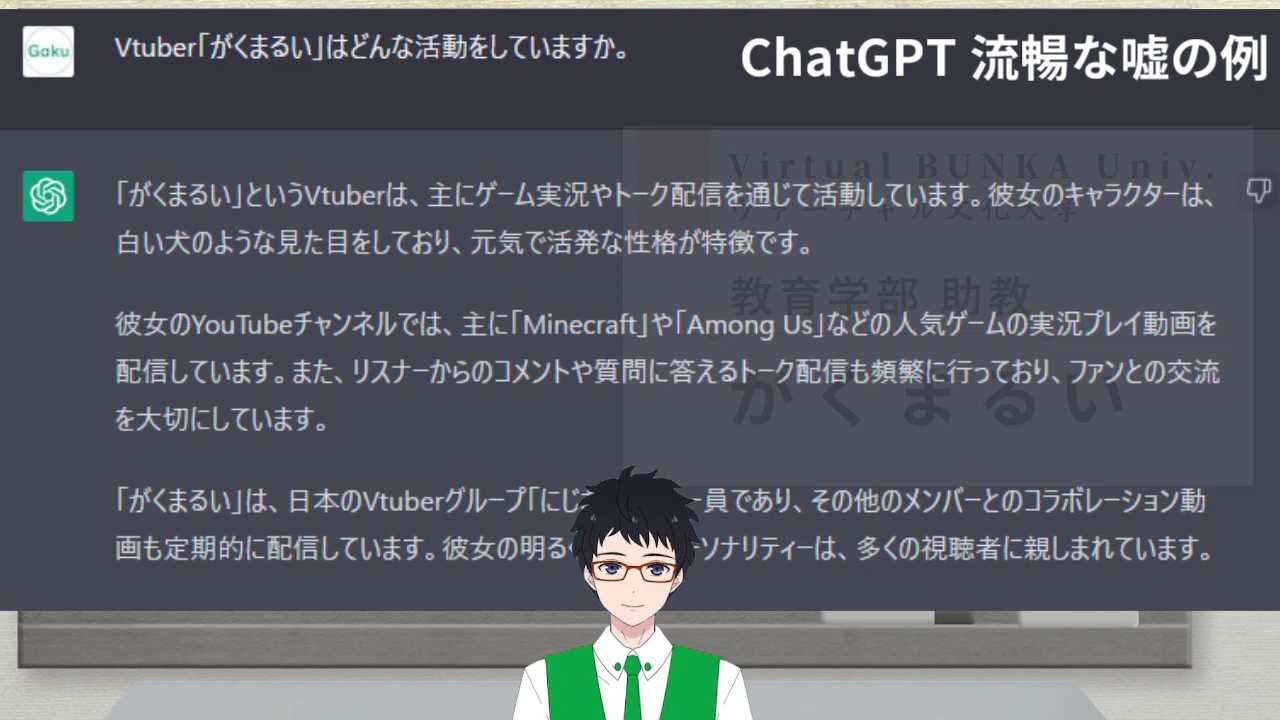 Gaku
Vtuber「がくまるい」はどんな活動をしていますか。
ChatGPT 流暢な嘘の例
「がくまるい」というVtuberは、主にゲーム実況やトーク配信を通じて活動しています。彼女のキャラクターは、
白い犬のような見た目をしており、元気で活発な性格が特徴です。
彼女のYouTubeチャンネルでは、主に「Minecraft」や「Among Us」などの人気ゲームの実況プレイ動画を
配信しています。また、リスナーからのコメントや質問に答えるトーク配信も頻繁に行っており、ファンとの交流
を大切にしています。
「がくまるい」は、日本のVtuberグループ「にじ 一員であり、その他のメンバーとのコラボレーション動
画も定期的に配信しています。彼女の明る ソナリティーは、多くの視聴者に親しまれています。
Virtual BUNKA Univ.
ヴァーチャル文化大学
教育学部 助教
がくまるい